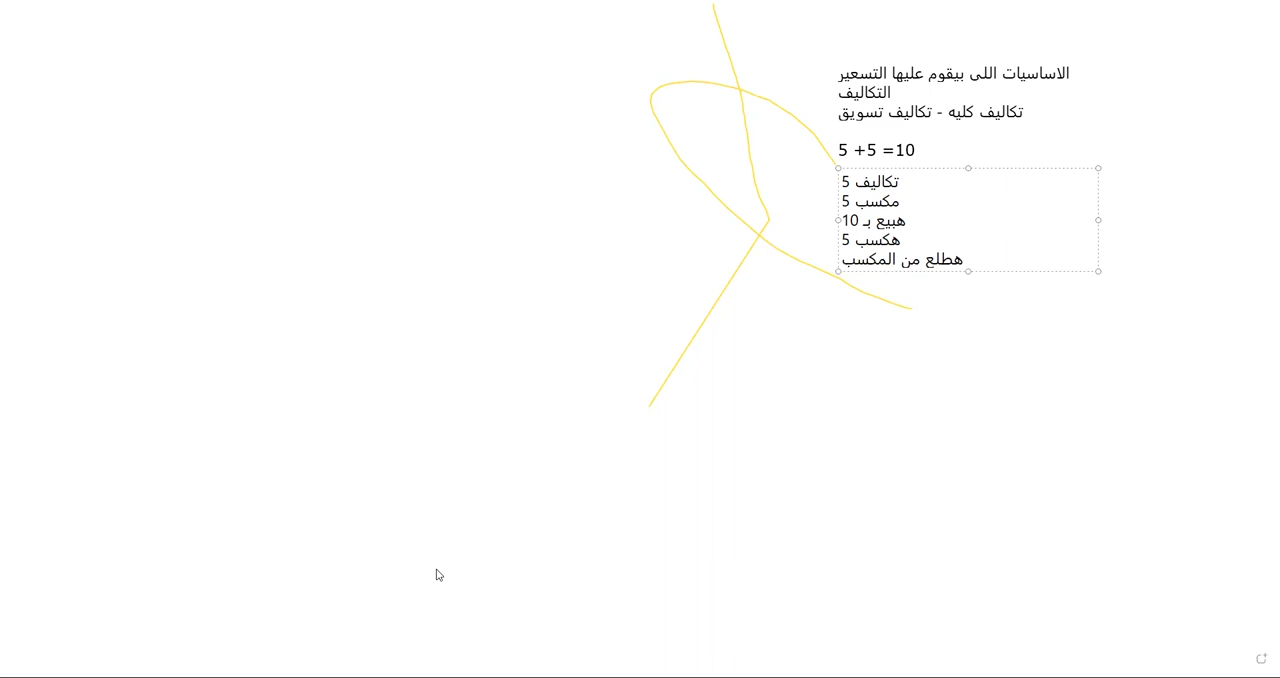 الاساسيات اللى بيقوم عليها التسعير
التكاليف
تكاليف كليه - تكاليف تسويق
5 +5 =10
تكاليف 5
مكسب 5
هبيع بـ 10
هكسب 5
هطلع من المكسب